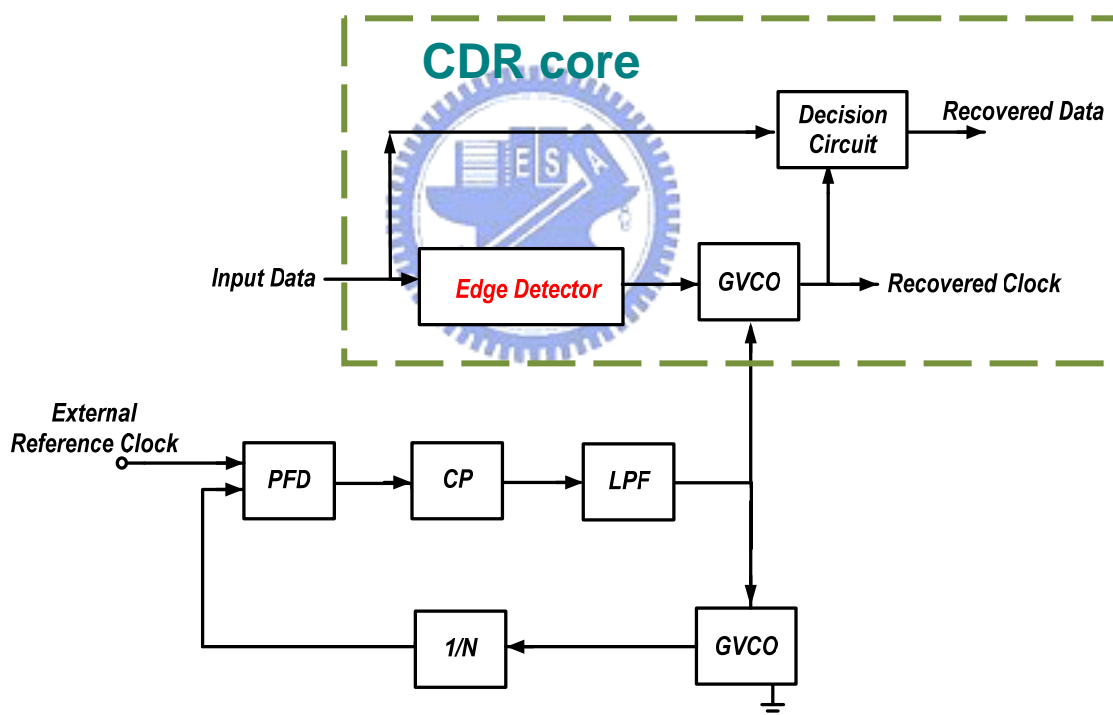 CDR core
E S A
Decision
Circuit
Recovered Data
Input Data
Edge Detector
GVCO
Recovered Clock
External
Reference Clock
PFD
CP
LPF
1/N
GVCO